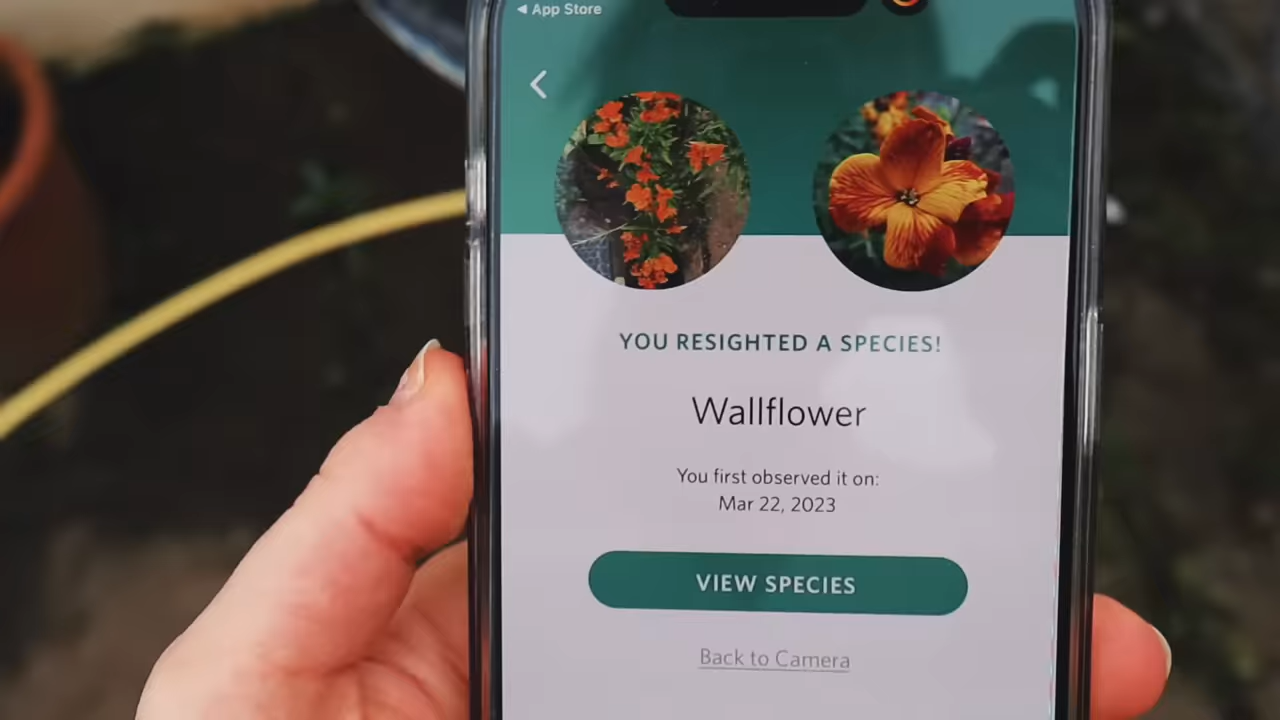 ◀ App Store
YOU RESIGHTED A SPECIES!
Wallflower
You first observed it on:
Mar 22, 2023
VIEW SPECIES
Back to Camera